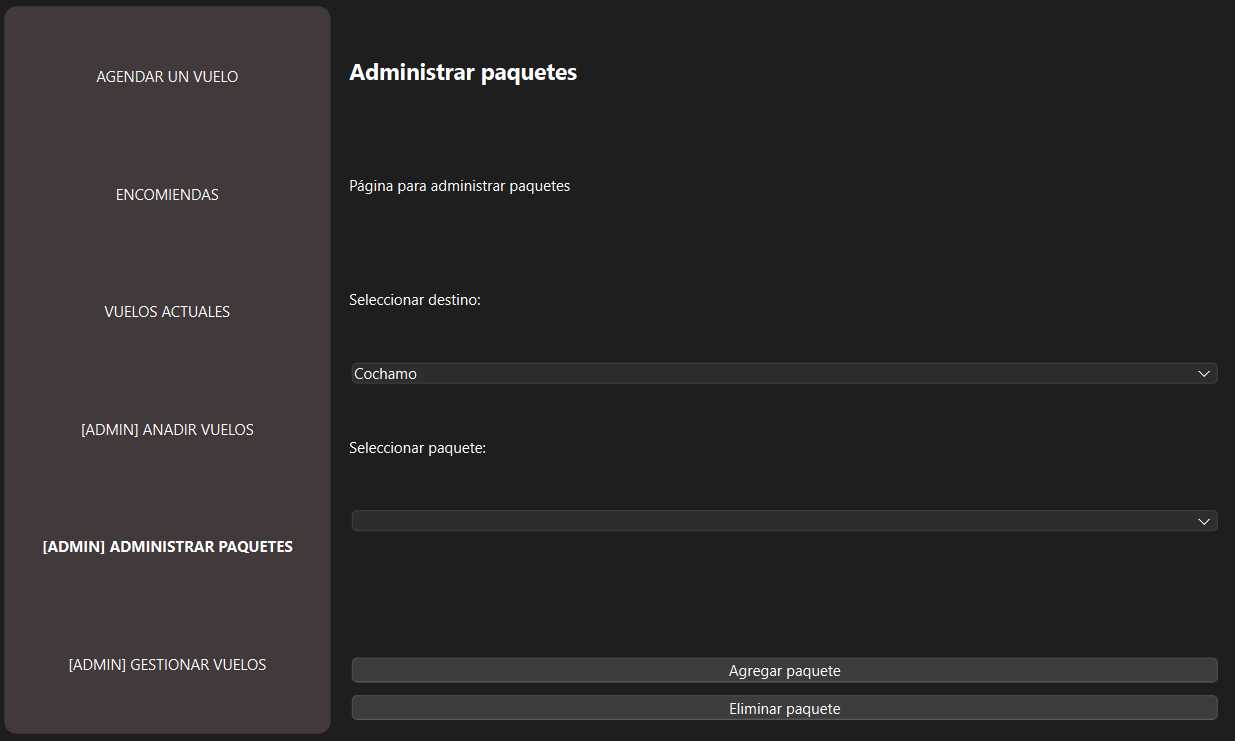 AGENDAR UN VUELO
ENCOMIENDAS
VUELOS ACTUALES
[ADMIN] ANADIR VUELOS
[ADMIN] ADMINISTRAR PAQUETES
[ADMIN] GESTIONAR VUELOS
Administrar paquetes
Página para administrar paquetes
Seleccionar destino:
Cochamo
Seleccionar paquete:
Agregar paquete
Eliminar paquete